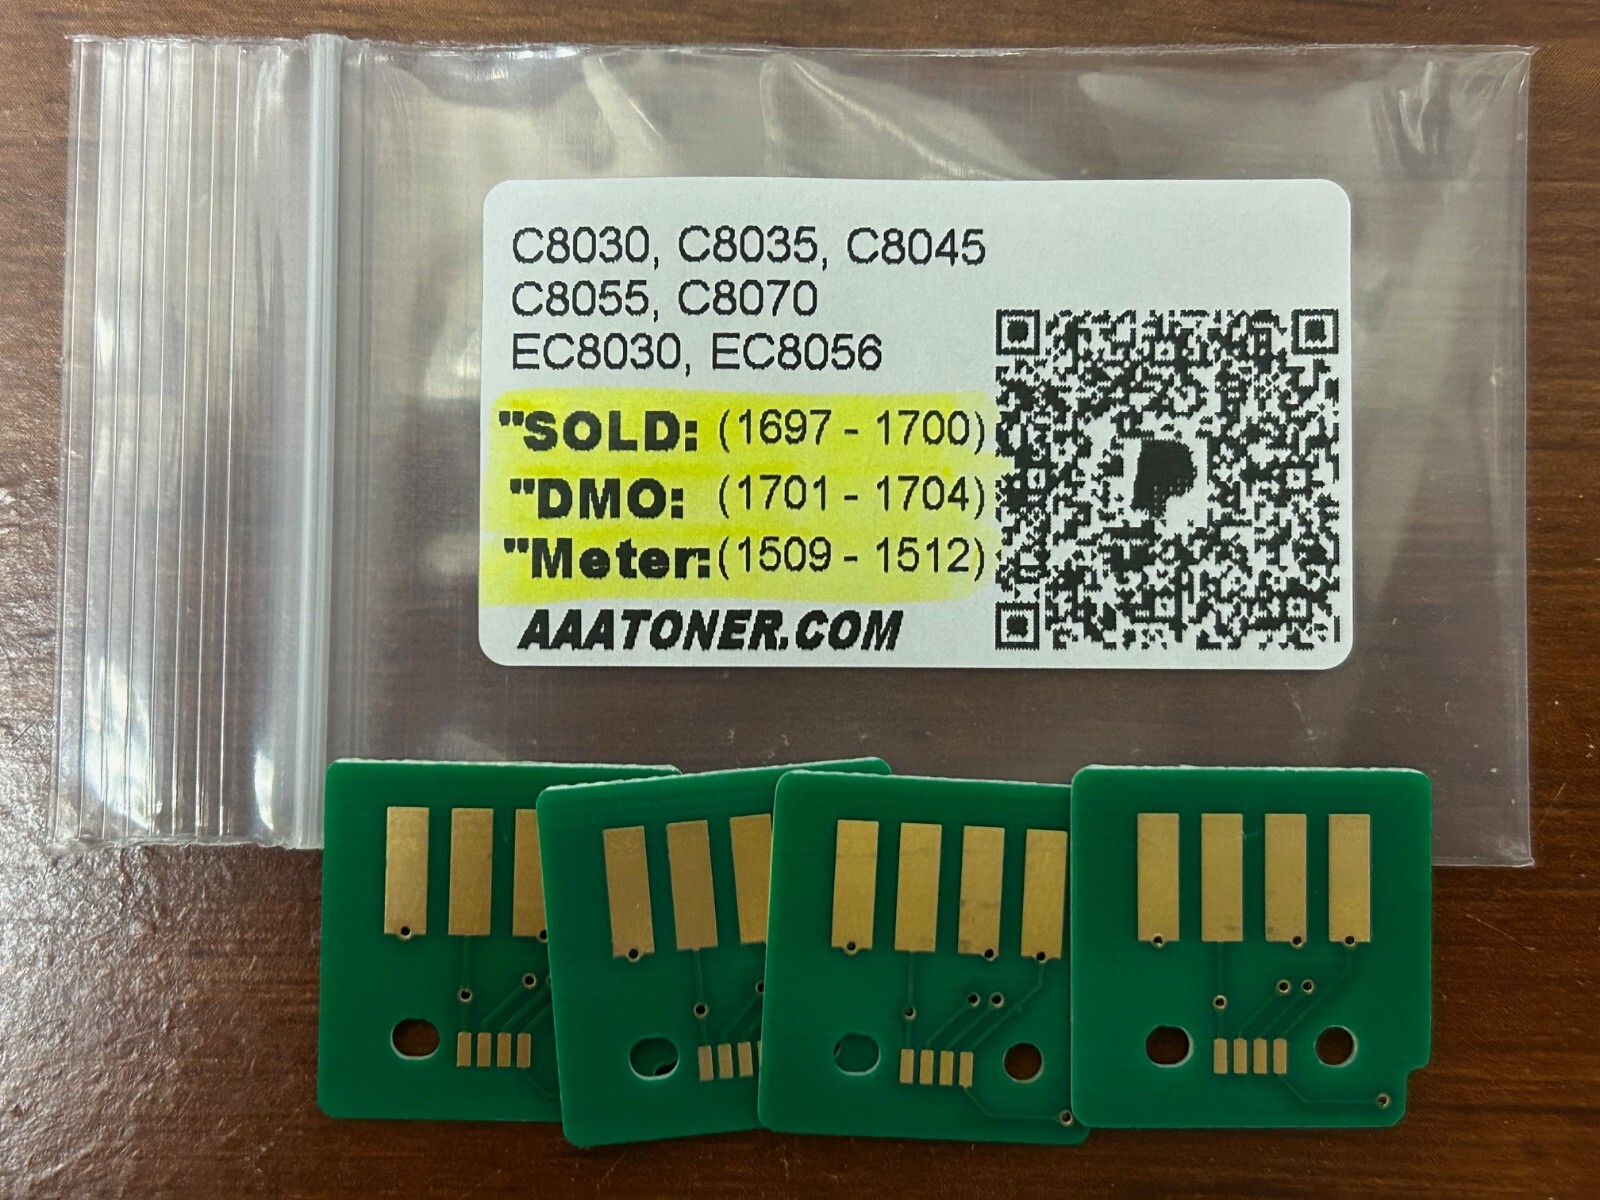 C8030, C8035, C8045
C8055, C8070
EC8030, EC8056
"SOLD: (1697 - 1700)
"DMO: (1701 - 1704)
"Meter:(1509 - 1512)
AAATONER.COM